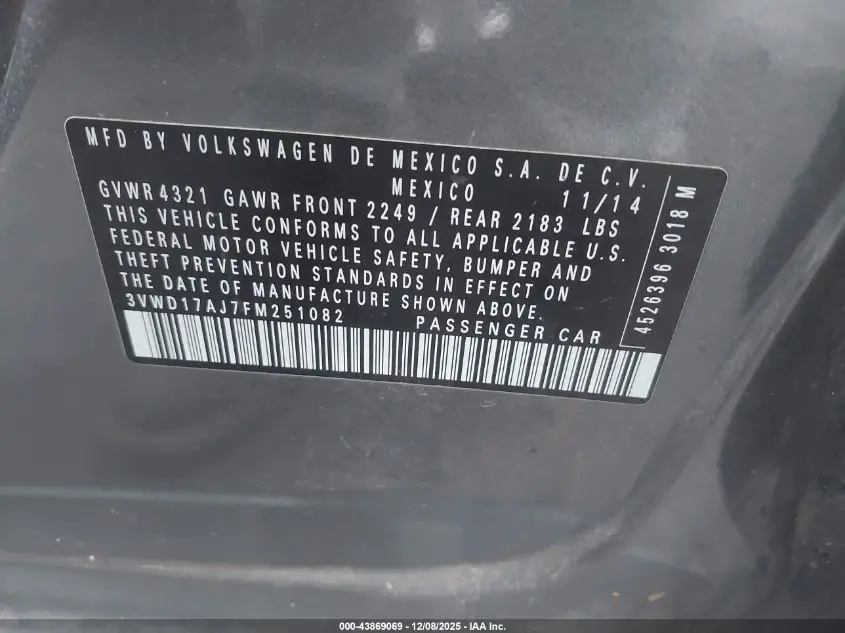 MFD BY VOLKSWAGEN DE MEXICO S.A. DE C.V.
MEXICO 11/14
GVWR 4321 GAWR FRONT 2249 / REAR 2183 LBS
THIS VEHICLE CONFORMS TO ALL APPLICABLE U.S.
FEDERAL MOTOR VEHICLE SAFETY, BUMPER AND
THEFT PREVENTION STANDARDS IN EFFECT ON
THE DATE OF MANUFACTURE SHOWN ABOVE.
3VWD17AJ7FM251082 PASSENGER CAR
4526396 3018 M
000-43869069 - 12/08/2025 - IAA Inc.